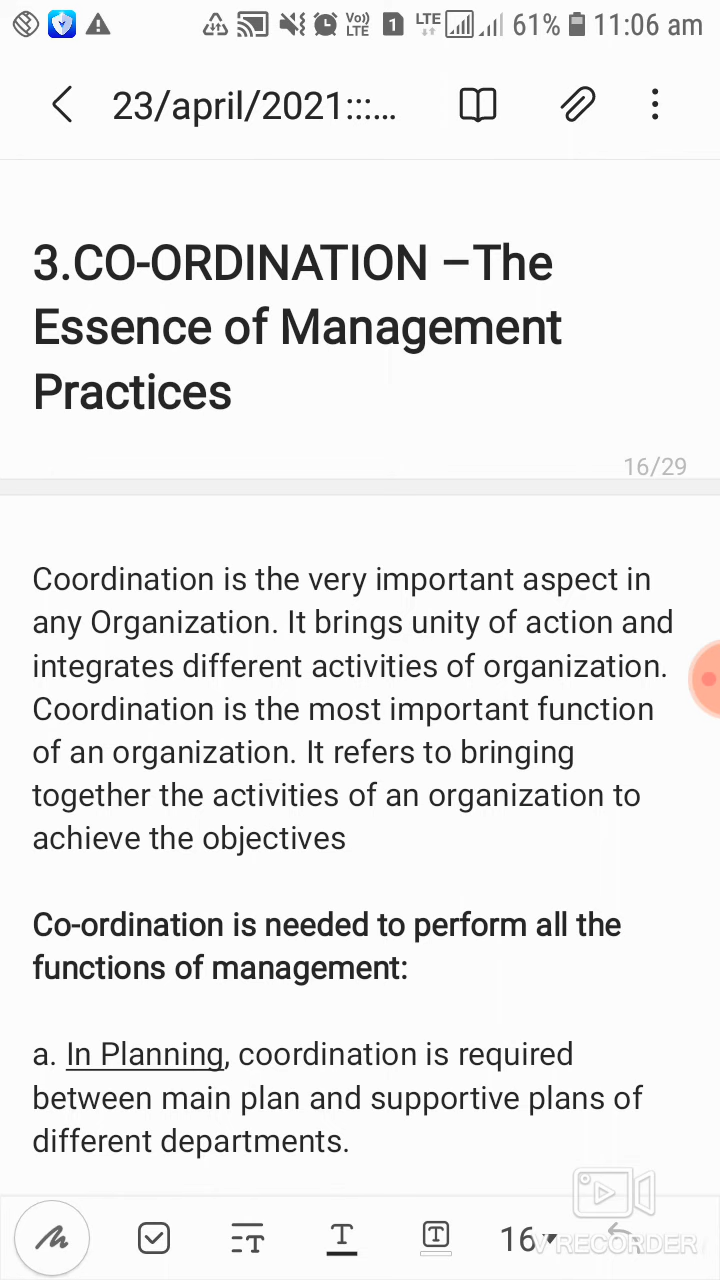 Vo))
LTE
1
LTE
61%
11:06 am
23/april/2021:::...
3.CO-ORDINATION –The
Essence of Management
Practices
16/29
Coordination is the very important aspect in
any Organization. It brings unity of action and
integrates different activities of organization.
Coordination is the most important function
of an organization. It refers to bringing
together the activities of an organization to
achieve the objectives
Co-ordination is needed to perform all the
functions of management:
a. In Planning, coordination is required
between main plan and supportive plans of
different departments.
T
T
T
16
V RECORDER